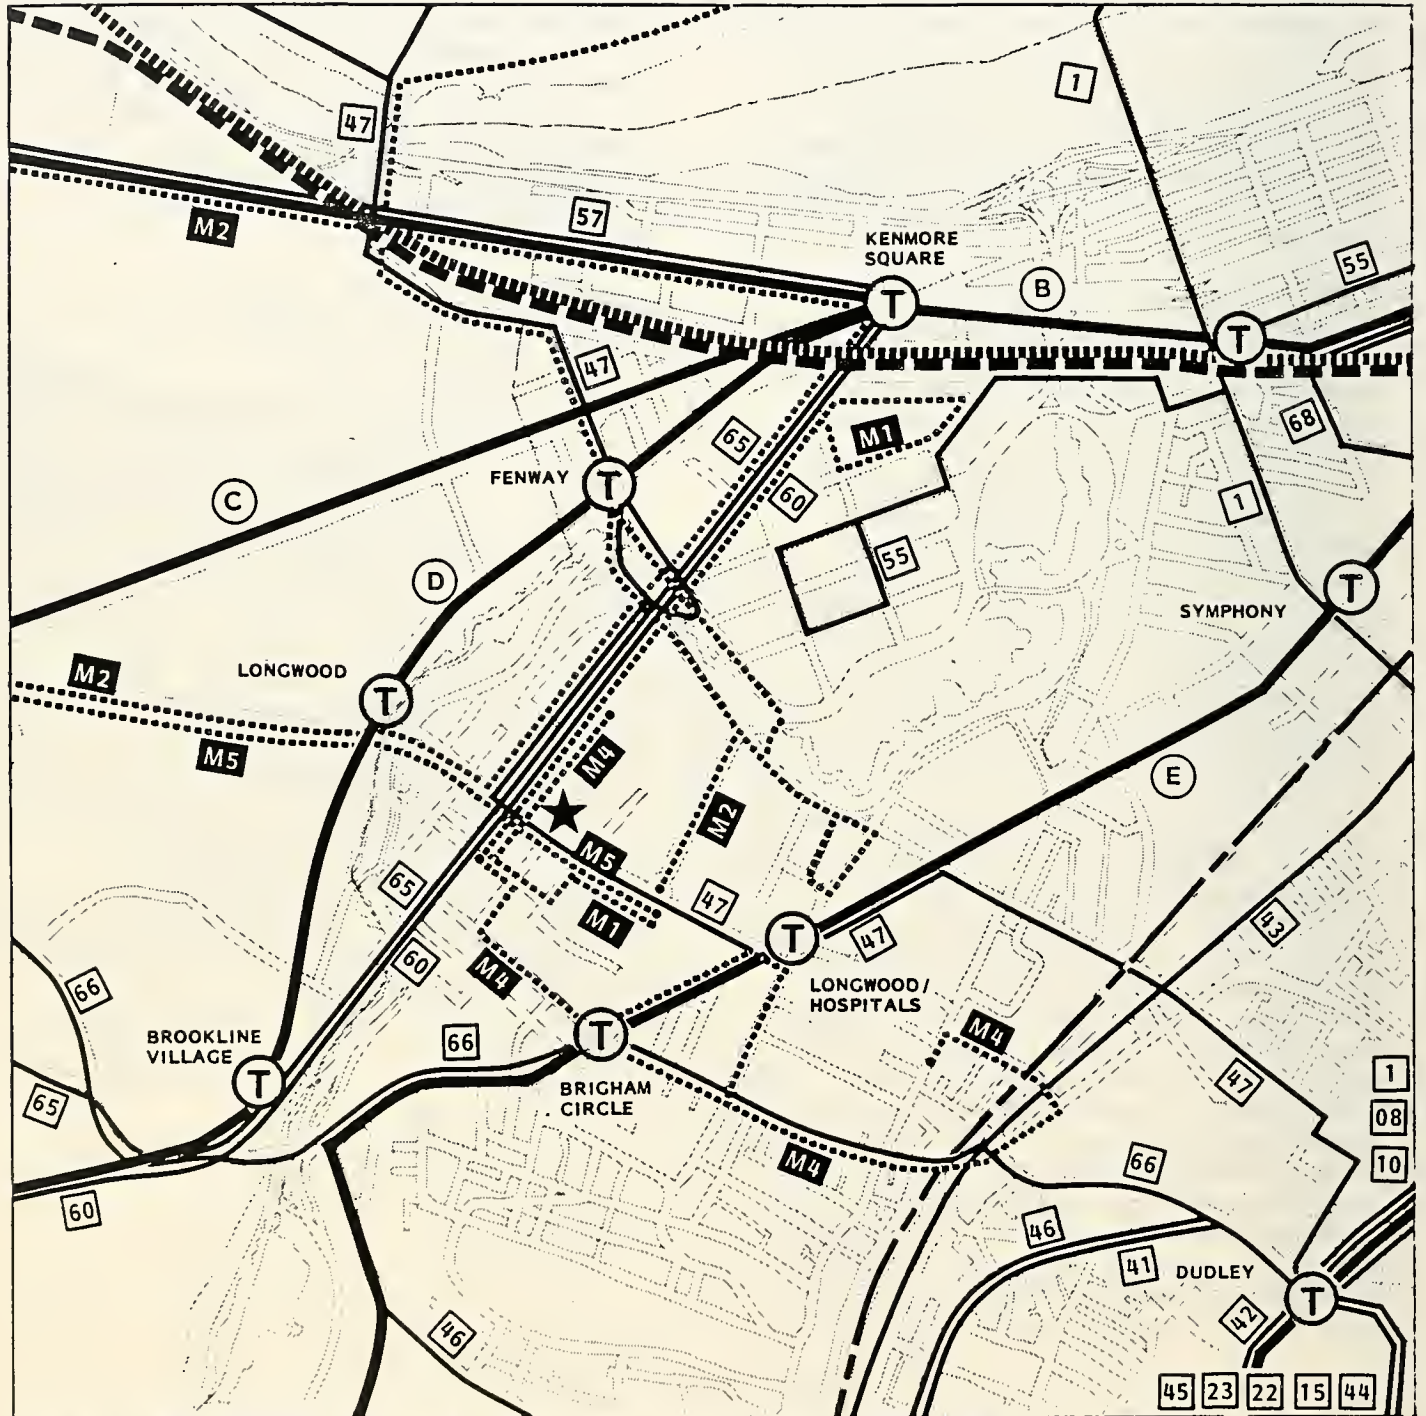 1
47
57
M2
KENMORE
SQUARE
T
B
55
T
47
65
M1
68
FENWAY
T
60
C
1
55
D
T
SYMPHONY
LONGWOOD
M2
T
M5
M4
E
M2
M5
65
47
M1
43
T
47
60
M4
66
LONGWOOD/
HOSPITALS
T
M4
BROOKLINE
VILLAGE
66
T
BRIGHAM
CIRCLE
47
1
65
08
M4
66
10
60
46
41
DUDLEY
T
42
46
45 23 22 15 44